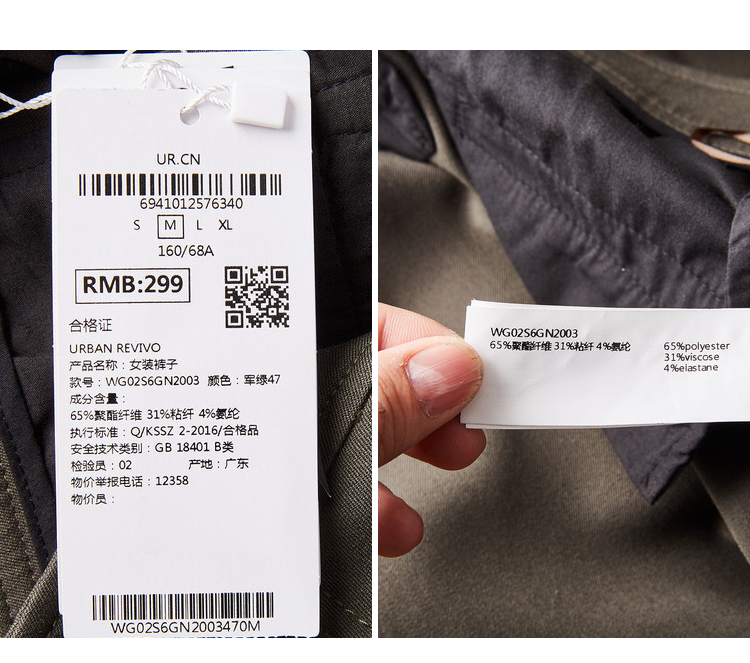 UR.CN
6941012576340
S M L XL
160/68A
RMB:299
合格证
URBAN REVIVO
产品名称：女装裤子
款号：WG02S6GN2003 颜色：军绿47
成分含量：
65%聚酯纤维 31%粘纤 4%氨纶
执行标准：Q/KSSZ 2-2016/合格品
安全技术类别：GB 18401 B类
检验员：02 产地：广东
物价举报电话：12358
物价员：
WG02S6GN2003470M
WG02S6GN2003
65%聚酯纤维 31%粘纤 4%氨纶
65%polyester
31%viscose
4%elastane